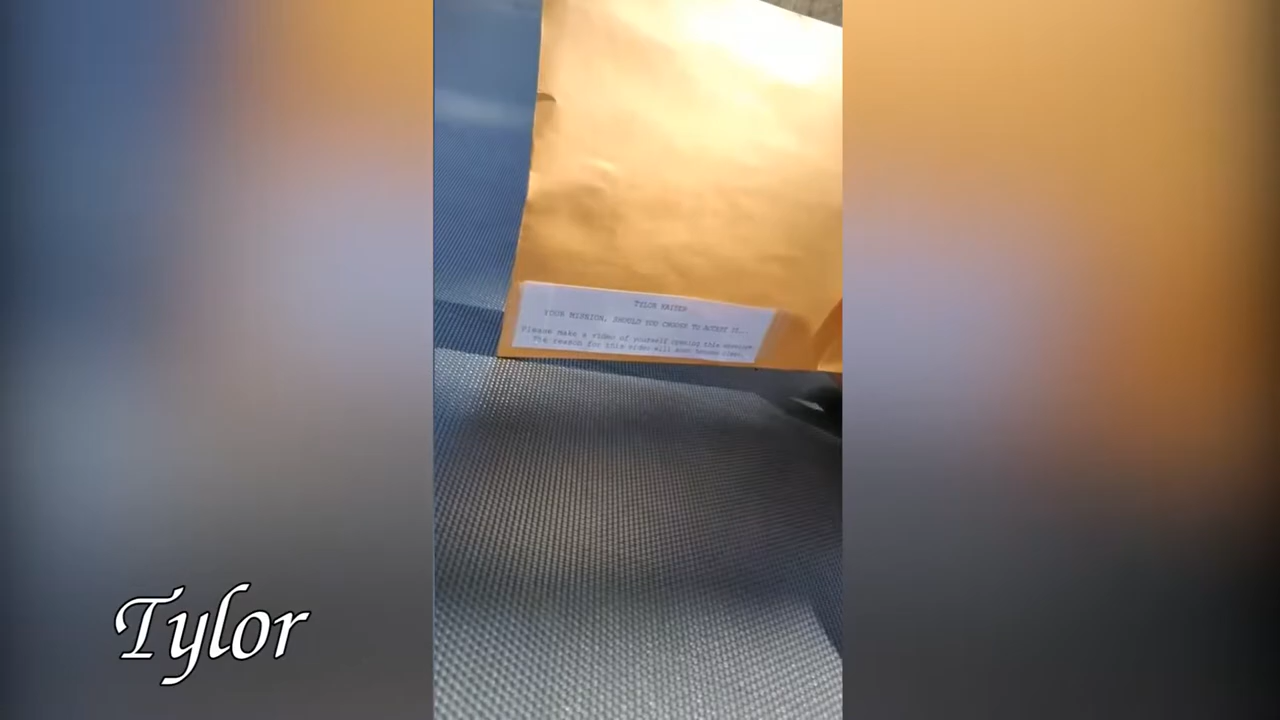 TYLOR KAISER
YOUR MISSION, SHOULD YOU CHOOSE TO ACCEPT IT...
Please make a video of yourself opening this envelope.
The reason for this video will soon become clear.
Tylor